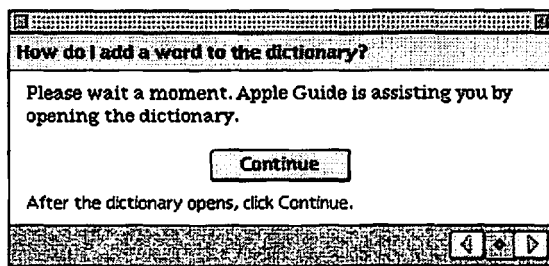 How do I add a word to the dictionary?
Please wait a moment. Apple Guide is assisting you by
opening the dictionary.
Continue
After the dictionary opens, click Continue.